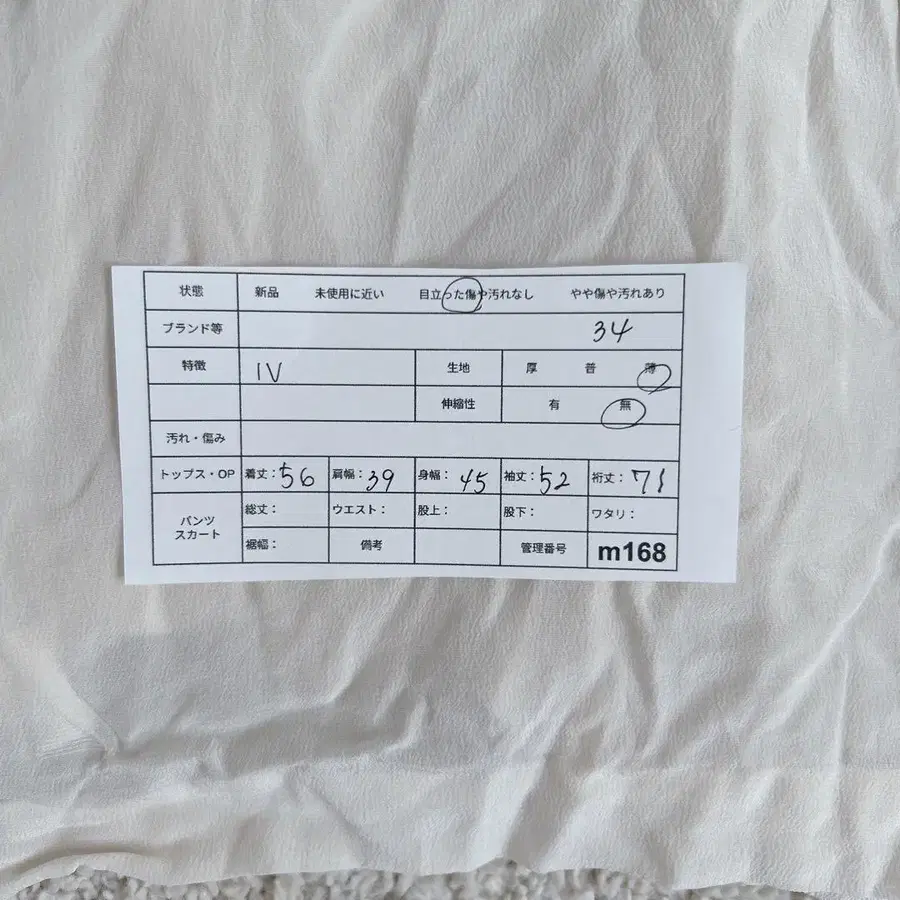 状態 新品 未使用に近い 目立った傷や汚れなし やや傷や汚れあり
ブランド等 34
特徴 IV 生地 厚 普 薄
伸縮性 有 無
汚れ・傷み
トップス・OP 着丈：56 肩幅：39 身幅：45 袖丈：52 裄丈：71
パンツ スカート 総丈： ウエスト： 股上： 股下： ワタリ：
裾幅： 備考 管理番号 m168